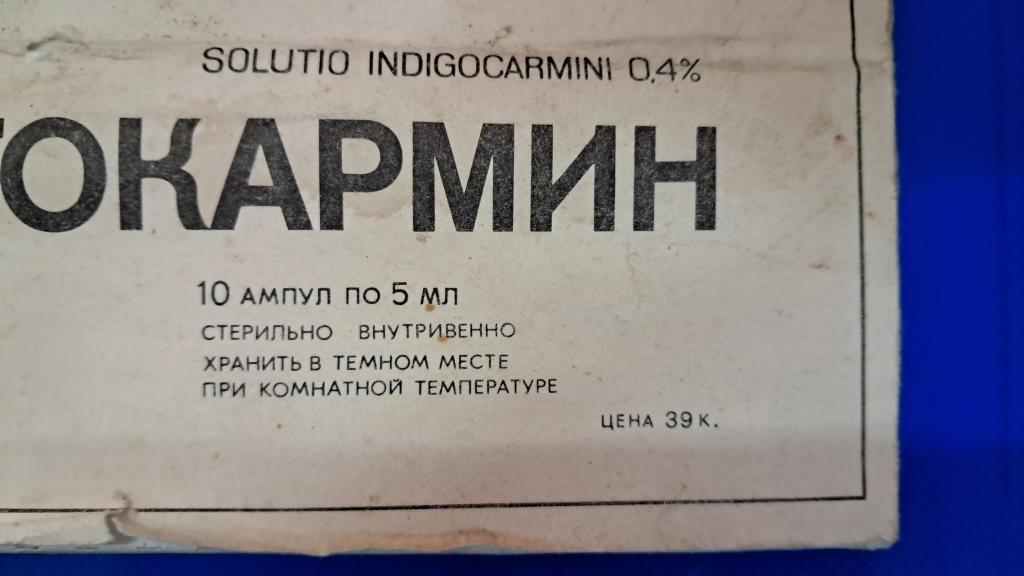 SOLUTIO INDIGOCARMINI 0,4%
ОКАРМИН
10 АМПУЛ ПО 5 МЛ
СТЕРИЛЬНО ВНУТРИВЕННО
ХРАНИТЬ В ТЕМНОМ МЕСТЕ
ПРИ КОМНАТНОЙ ТЕМПЕРАТУРЕ
ЦЕНА 39 К.